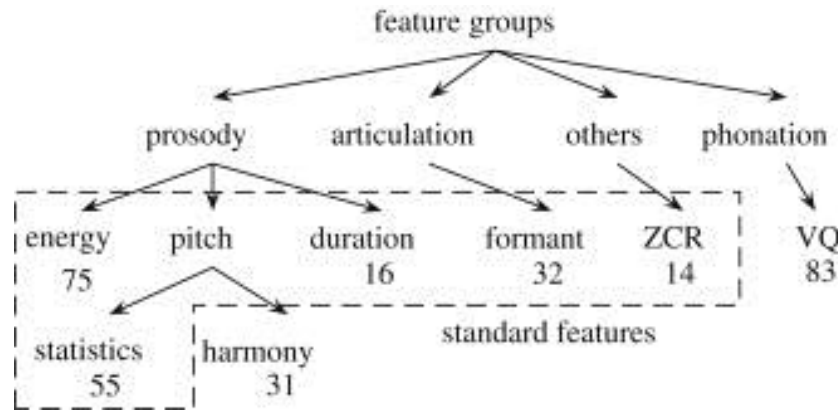 feature groups
prosody articulation others phonation
energy pitch duration formant ZCR VQ
75 16 32 14 83
standard features
statistics harmony
55 31